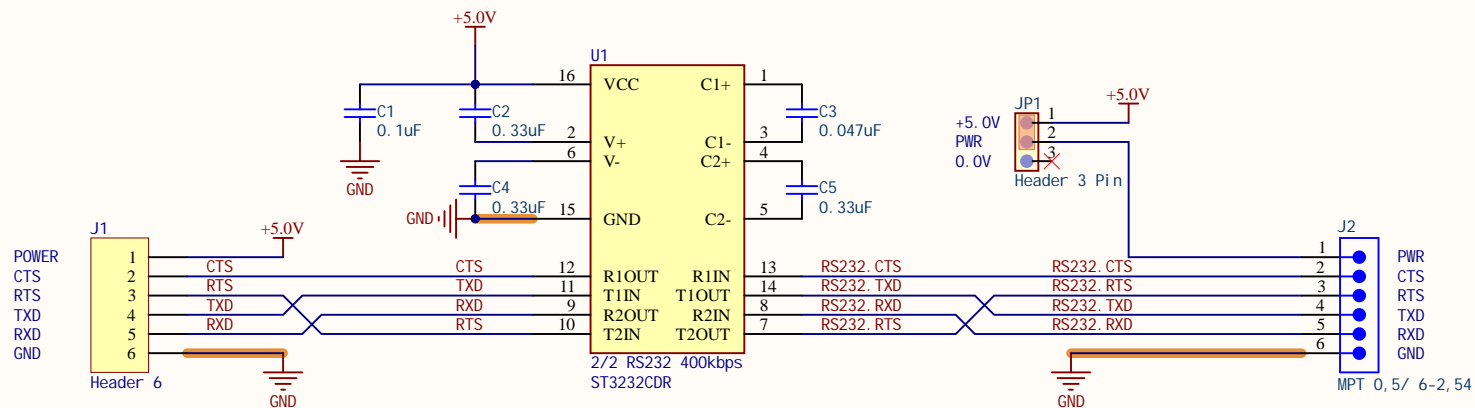 +5.0V
U1
16 VCC C1+ 1
C1
0.1uF
GND
C2
0.33uF
C3
0.047uF
2 V+ C1- 3
6 V- C2+ 4
C4
0.33uF
C5
0.33uF
GND 15 GND C2- 5
12 R1OUT R1IN 13
11 T1IN T1OUT 14
9 R2OUT R2IN 8
10 T2IN T2OUT 7
2/2 RS232 400kbps
ST3232CDR
JP1
+5.0V
+5.0V 1
PWR 2
0.0V 3
Header 3 Pin
J1
+5.0V
POWER 1
CTS 2 CTS CTS
RTS 3 RTS TXD
TXD 4 TXD RXD
RXD 5 RXD RTS
GND 6
Header 6
GND
RS232.CTS RS232.CTS
RS232.TXD RS232.RTS
RS232.RXD RS232.TXD
RS232.RTS RS232.RXD
GND
J2
1 PWR
2 CTS
3 RTS
4 TXD
5 RXD
6 GND
MPT 0,5/ 6-2,54